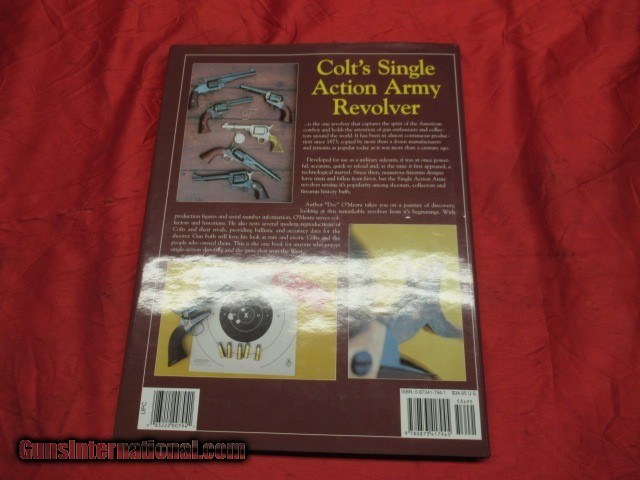 Colt's Single
Action Army
Revolver
...is the one revolver that captures the spirit of the American
cowboy and holds the attention of gun enthusiasts and collec-
tors around the world. It has been in almost continuous produc-
tion since 1873, copied by more than a dozen manufacturers
and remains as popular today as it was more than a century ago.
Developed for use as a military sidearm, it was at once power-
ful, accurate, quick to reload and, at the time it first appeared, a
technological marvel. Since then, numerous firearms designs
have risen and fallen from favor, but the Single Action Army
revolver retains it's popularity among shooters, collectors and
firearms history buffs.
Author "Doc" O'Meara takes you on a journey of discovery,
looking at this remarkable revolver from it's beginnings. With
production figures and serial number information, O'Meara serves col-
lectors and historians. He also tests several modern reproductions of
Colts and their rivals, providing ballistic and accuracy data for the
shooter. Gun buffs will love his look at rare and exotic Colts and the
people who owned them. This is the one book for anyone who enjoys
single-action shooting and the guns that won the West.
UPC
ISBN: 0-87341-794-1 $34.95 U.S.
GunsInternational.com